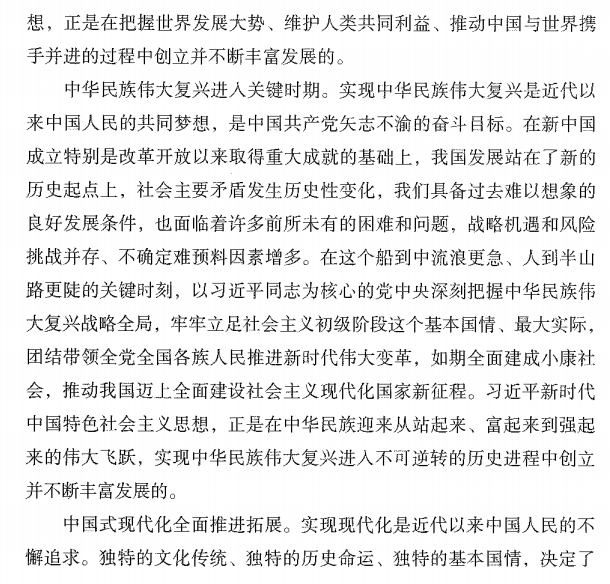 想，正是在把握世界发展大势、维护人类共同利益、推动中国与世界携
手并进的过程中创立并不断丰富发展的。
中华民族伟大复兴进入关键时期。实现中华民族伟大复兴是近代以
来中国人民的共同梦想，是中国共产党矢志不渝的奋斗目标。在新中国
成立特别是改革开放以来取得重大成就的基础上，我国发展站在了新的
历史起点上，社会主要矛盾发生历史性变化，我们具备过去难以想象的
良好发展条件，也面临着许多前所未有的困难和问题，战略机遇和风险
挑战并存、不确定难预料因素增多。在这个船到中流浪更急、人到半山
路更陡的关键时刻，以习近平同志为核心的党中央深刻把握中华民族伟
大复兴战略全局，牢牢立足社会主义初级阶段这个基本国情、最大实际，
团结带领全党全国各族人民推进新时代伟大变革，如期全面建成小康社
会，推动我国迈上全面建设社会主义现代化国家新征程。习近平新时代
中国特色社会主义思想，正是在中华民族迎来从站起来、富起来到强起
来的伟大飞跃，实现中华民族伟大复兴进入不可逆转的历史进程中创立
并不断丰富发展的。
中国式现代化全面推进拓展。实现现代化是近代以来中国人民的不
懈追求。独特的文化传统、独特的历史命运、独特的基本国情，决定了